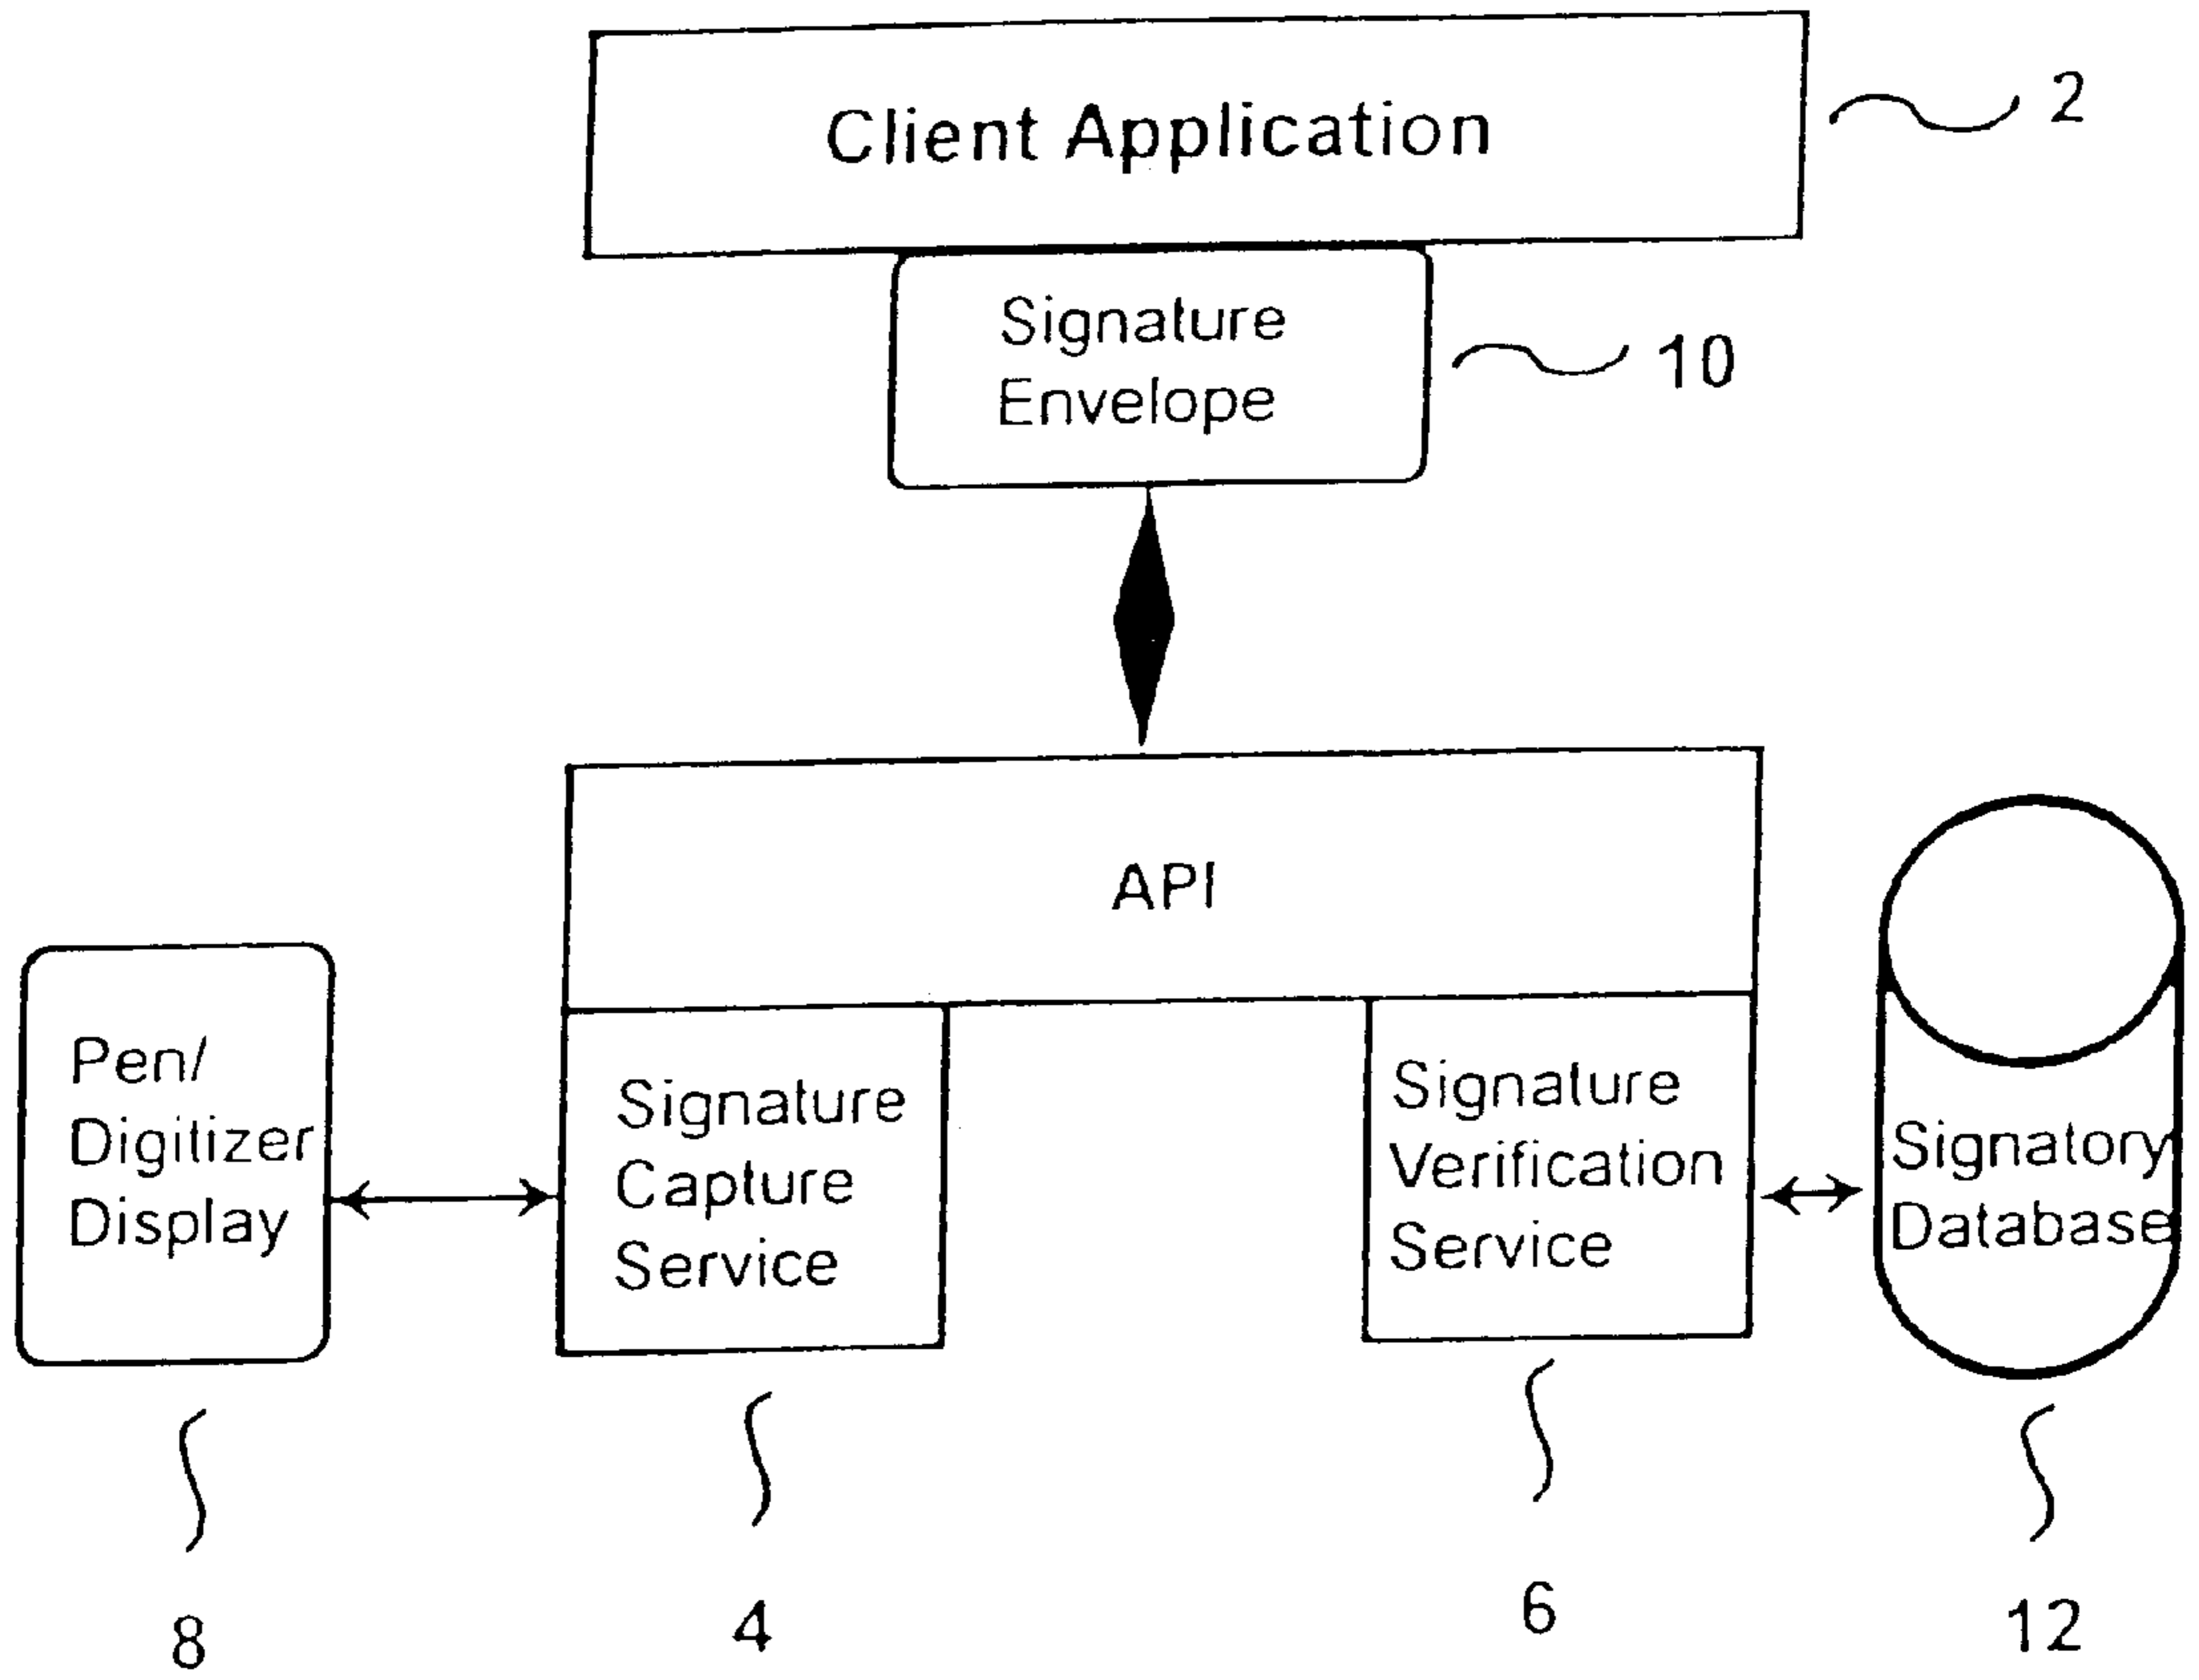 Client Application
2
Signature
Envelope
10
API
Pen/
Digitizer
Display
Signature
Capture
Service
Signature
Verification
Service
Signatory
Database
8
4
6
12